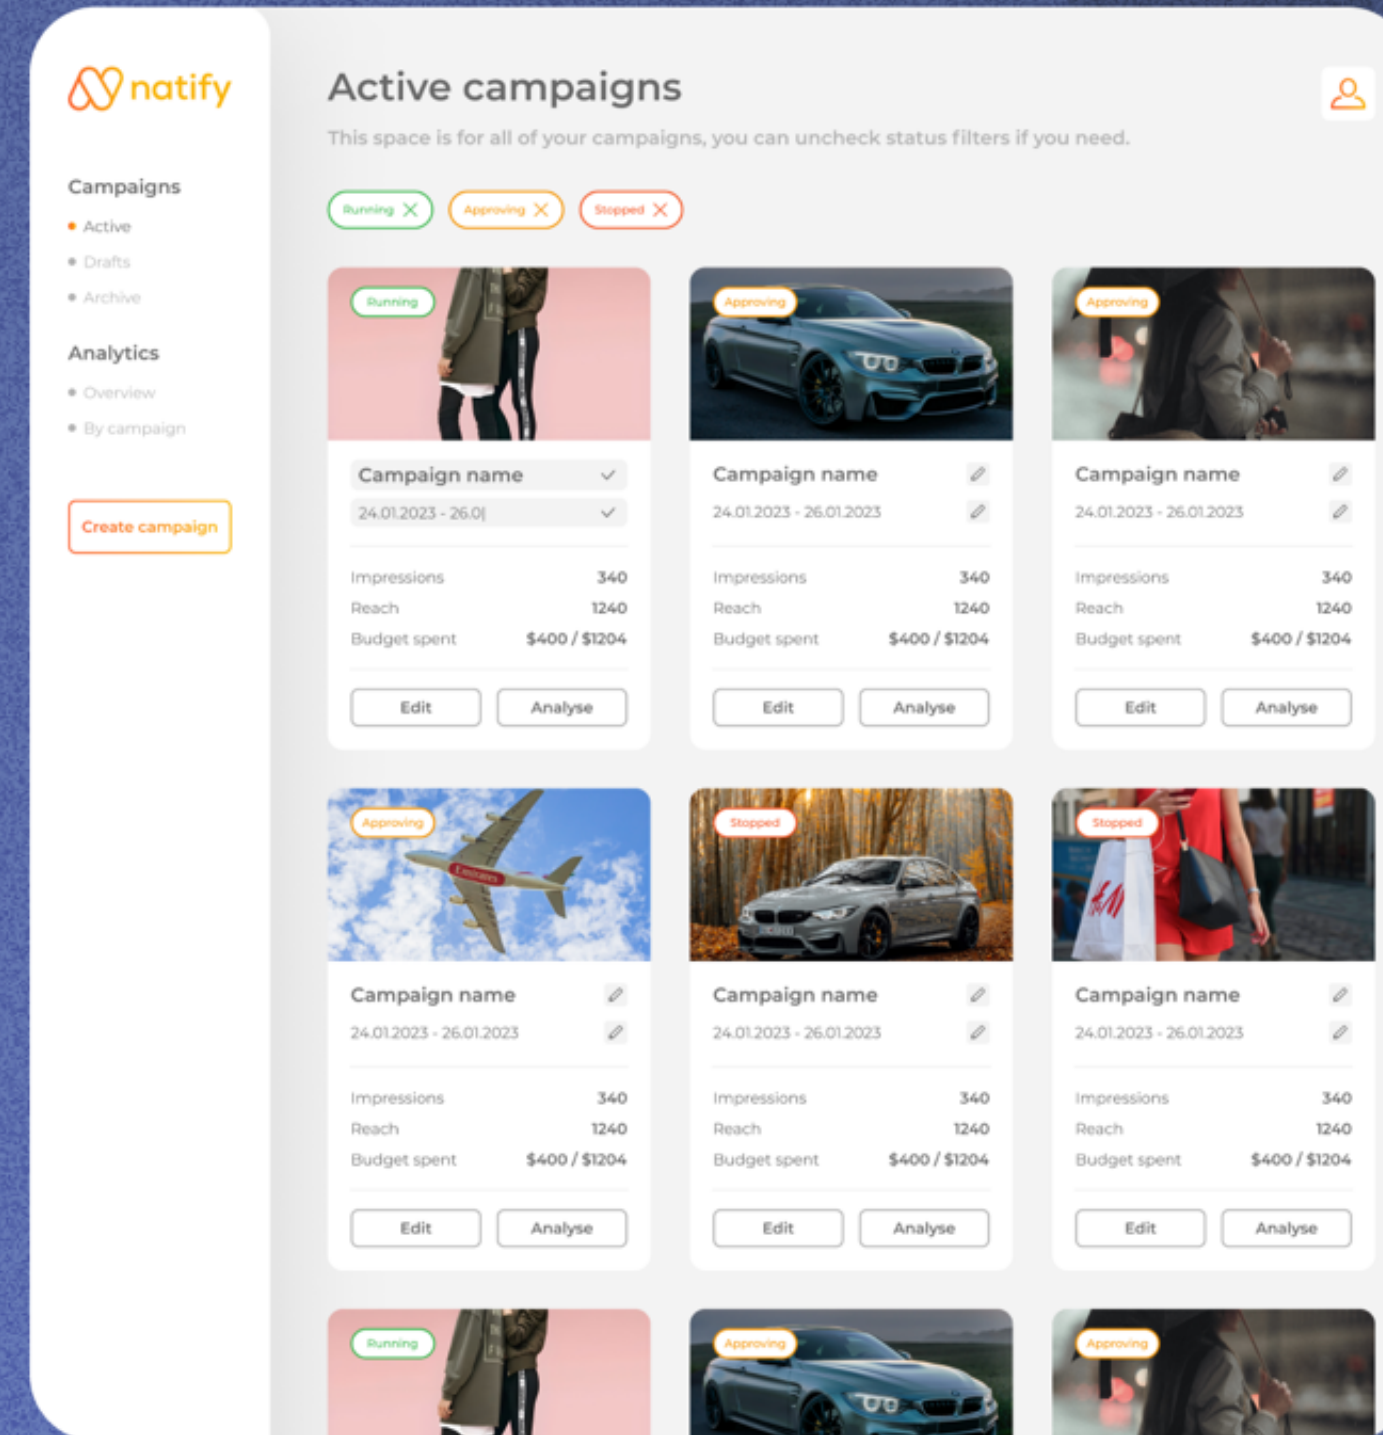 natify
Active campaigns
This space is for all of your campaigns, you can uncheck status filters if you need.
Campaigns
Active
Drafts
Archive
Analytics
Overview
By campaign
Create campaign
Running
Approving
Stopped
Running
Campaign name
24.01.2023 - 26.0
Impressions 340
Reach 1240
Budget spent $400 / $1204
Edit Analyse
Approving
Campaign name
24.01.2023 - 26.01.2023
Impressions 340
Reach 1240
Budget spent $400 / $1204
Edit Analyse
Approving
Campaign name
24.01.2023 - 26.01.2023
Impressions 340
Reach 1240
Budget spent $400 / $1204
Edit Analyse
Approving
Emirates
Campaign name
24.01.2023 - 26.01.2023
Impressions 340
Reach 1240
Budget spent $400 / $1204
Edit Analyse
Stopped
Campaign name
24.01.2023 - 26.01.2023
Impressions 340
Reach 1240
Budget spent $400 / $1204
Edit Analyse
Stopped
H&M
Campaign name
24.01.2023 - 26.01.2023
Impressions 340
Reach 1240
Budget spent $400 / $1204
Edit Analyse
Running
Approving
Approving